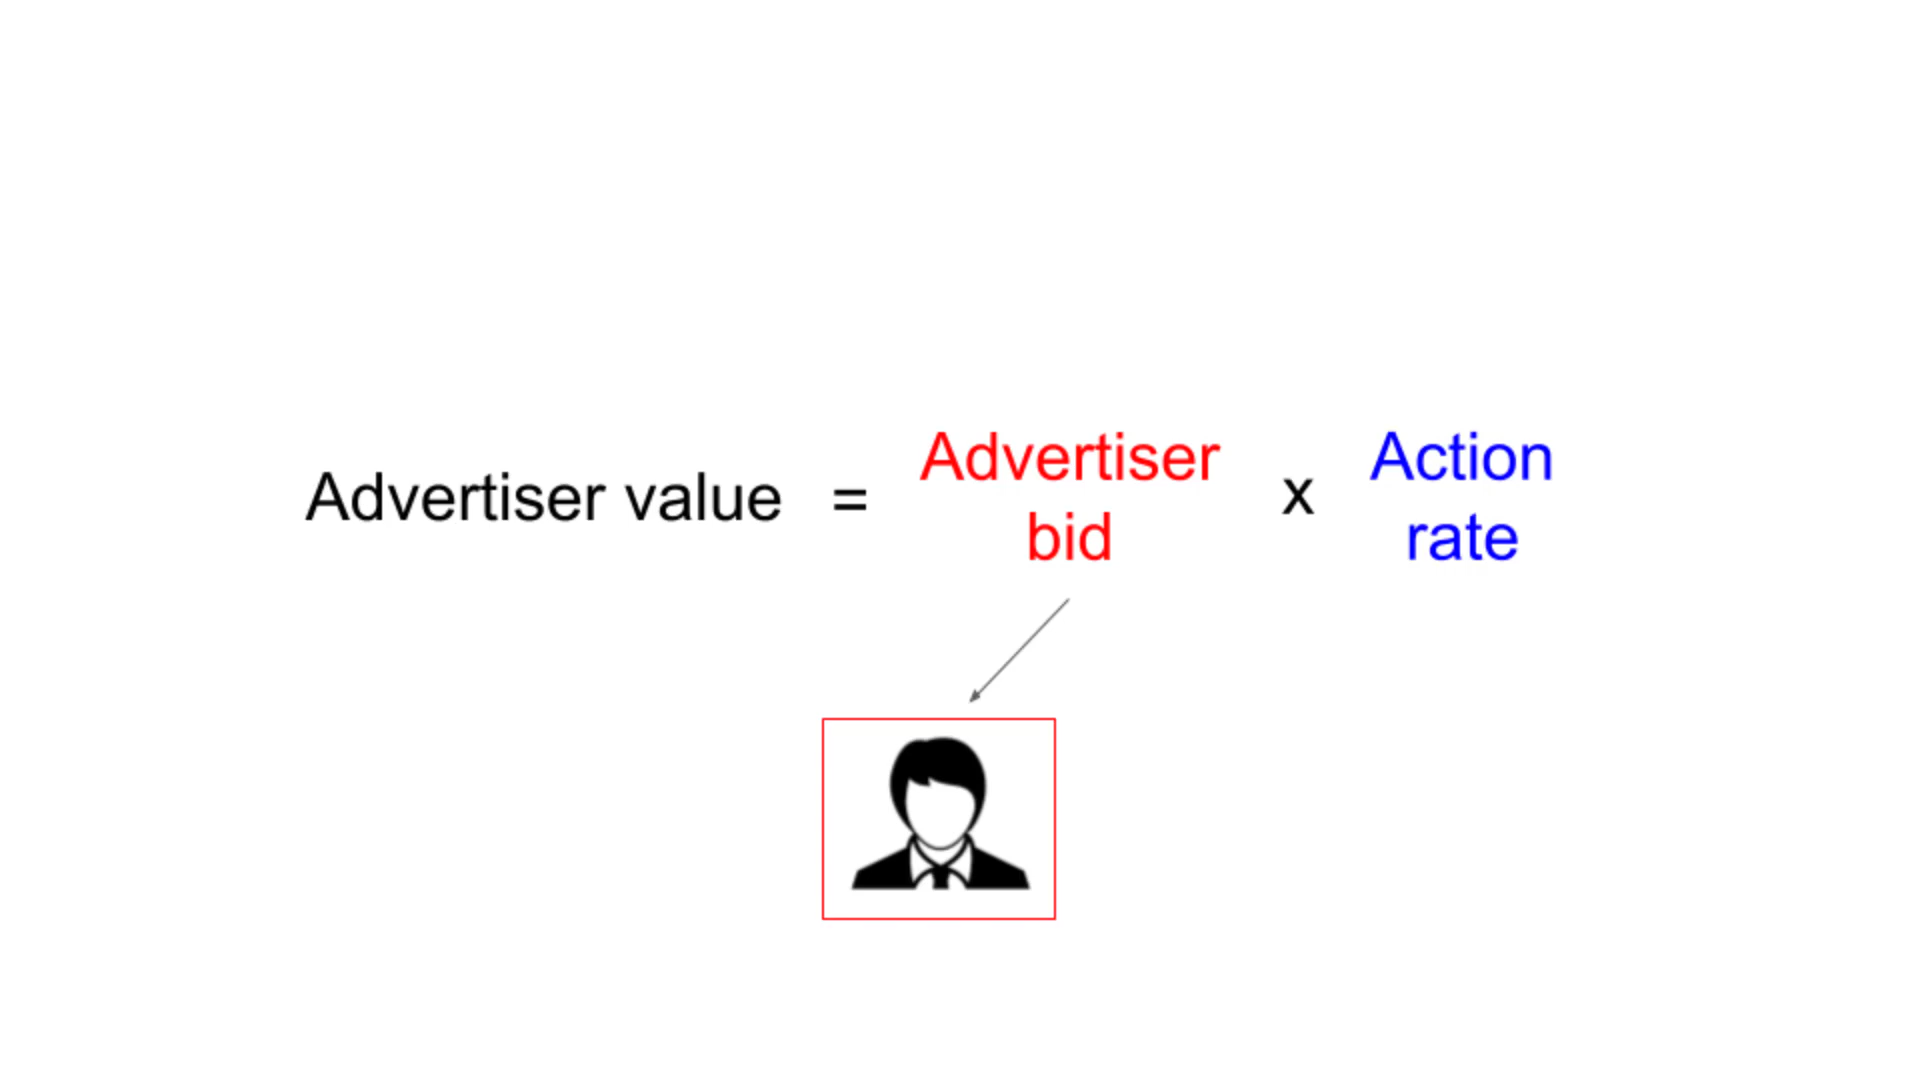 Advertiser value = Advertiser bid x Action rate